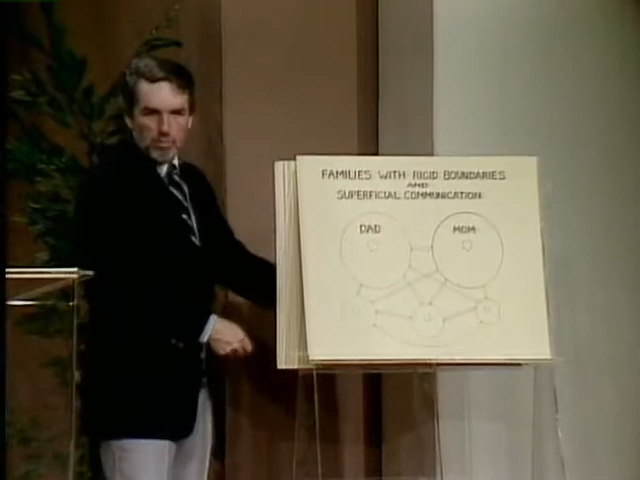 FAMILIES WITH RIGID BOUNDARIES
AND
SUPERFICIAL COMMUNICATION
DAD
MOM